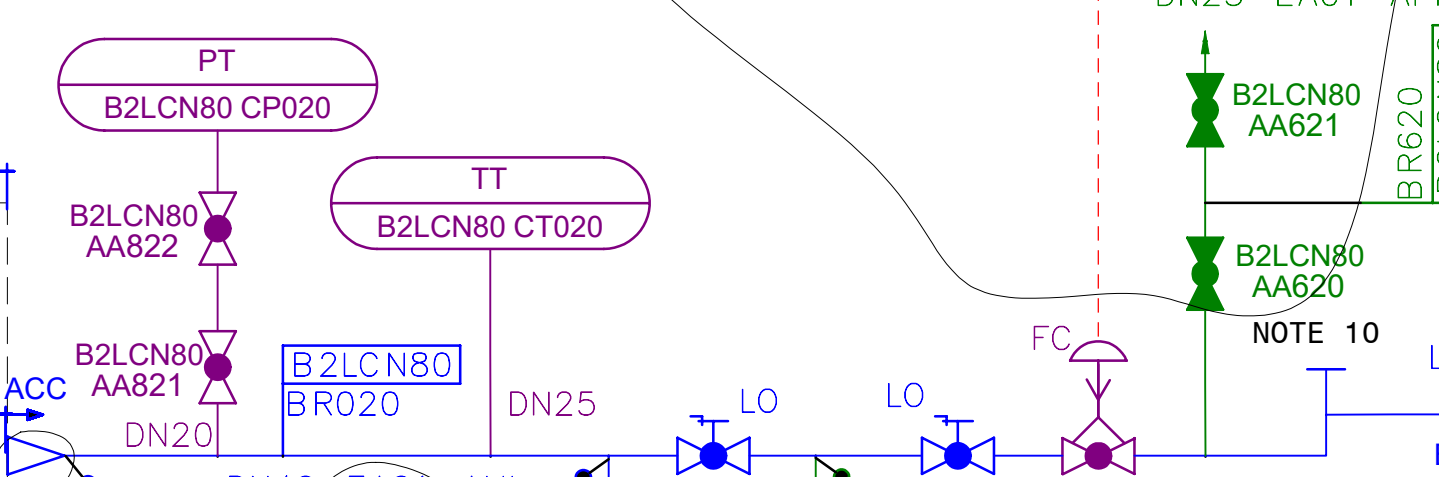 PT
B2LCN80 CP020
TT
B2LCN80 CT020
B2LCN80
AA822
B2LCN80
AA821
ACC
DN20
B2LCN80
BR020
DN25
LO
LO
FC
B2LCN80
AA621
BR620
B2LCN80
AA620
NOTE 10